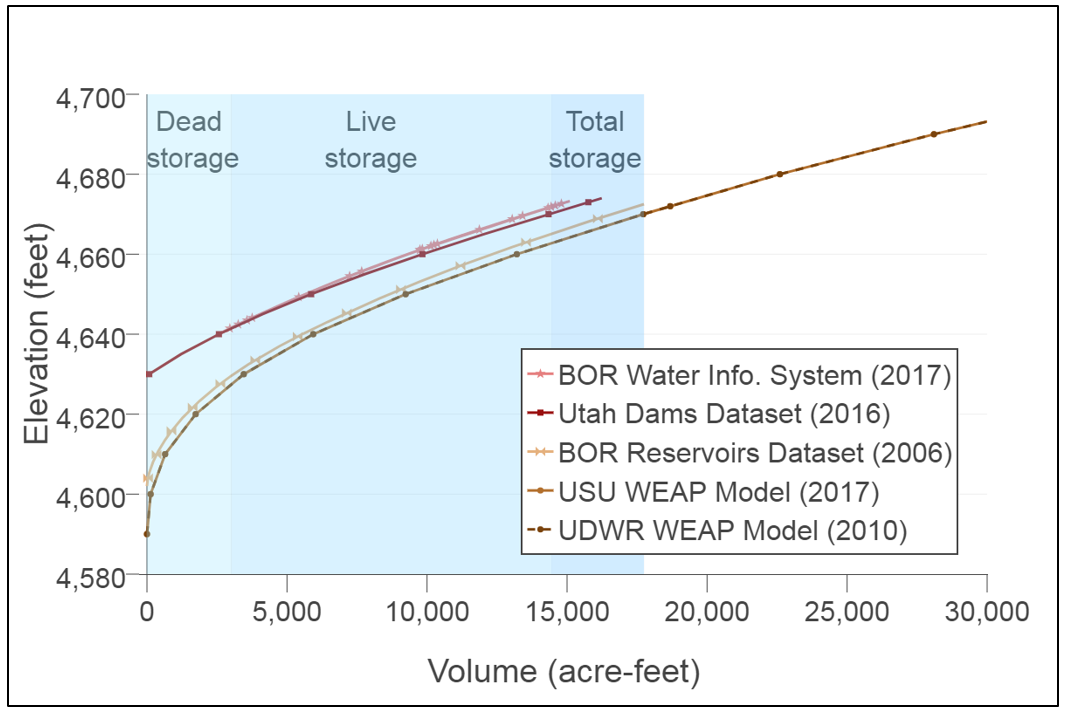 4,700
Dead
storage
Live
storage
Total
storage
4,680
4,660
4,640
4,620
4,600
4,580
Elevation (feet)
BOR Water Info. System (2017)
Utah Dams Dataset (2016)
BOR Reservoirs Dataset (2006)
USU WEAP Model (2017)
UDWR WEAP Model (2010)
0
5,000
10,000
15,000
20,000
25,000
30,000
Volume (acre-feet)